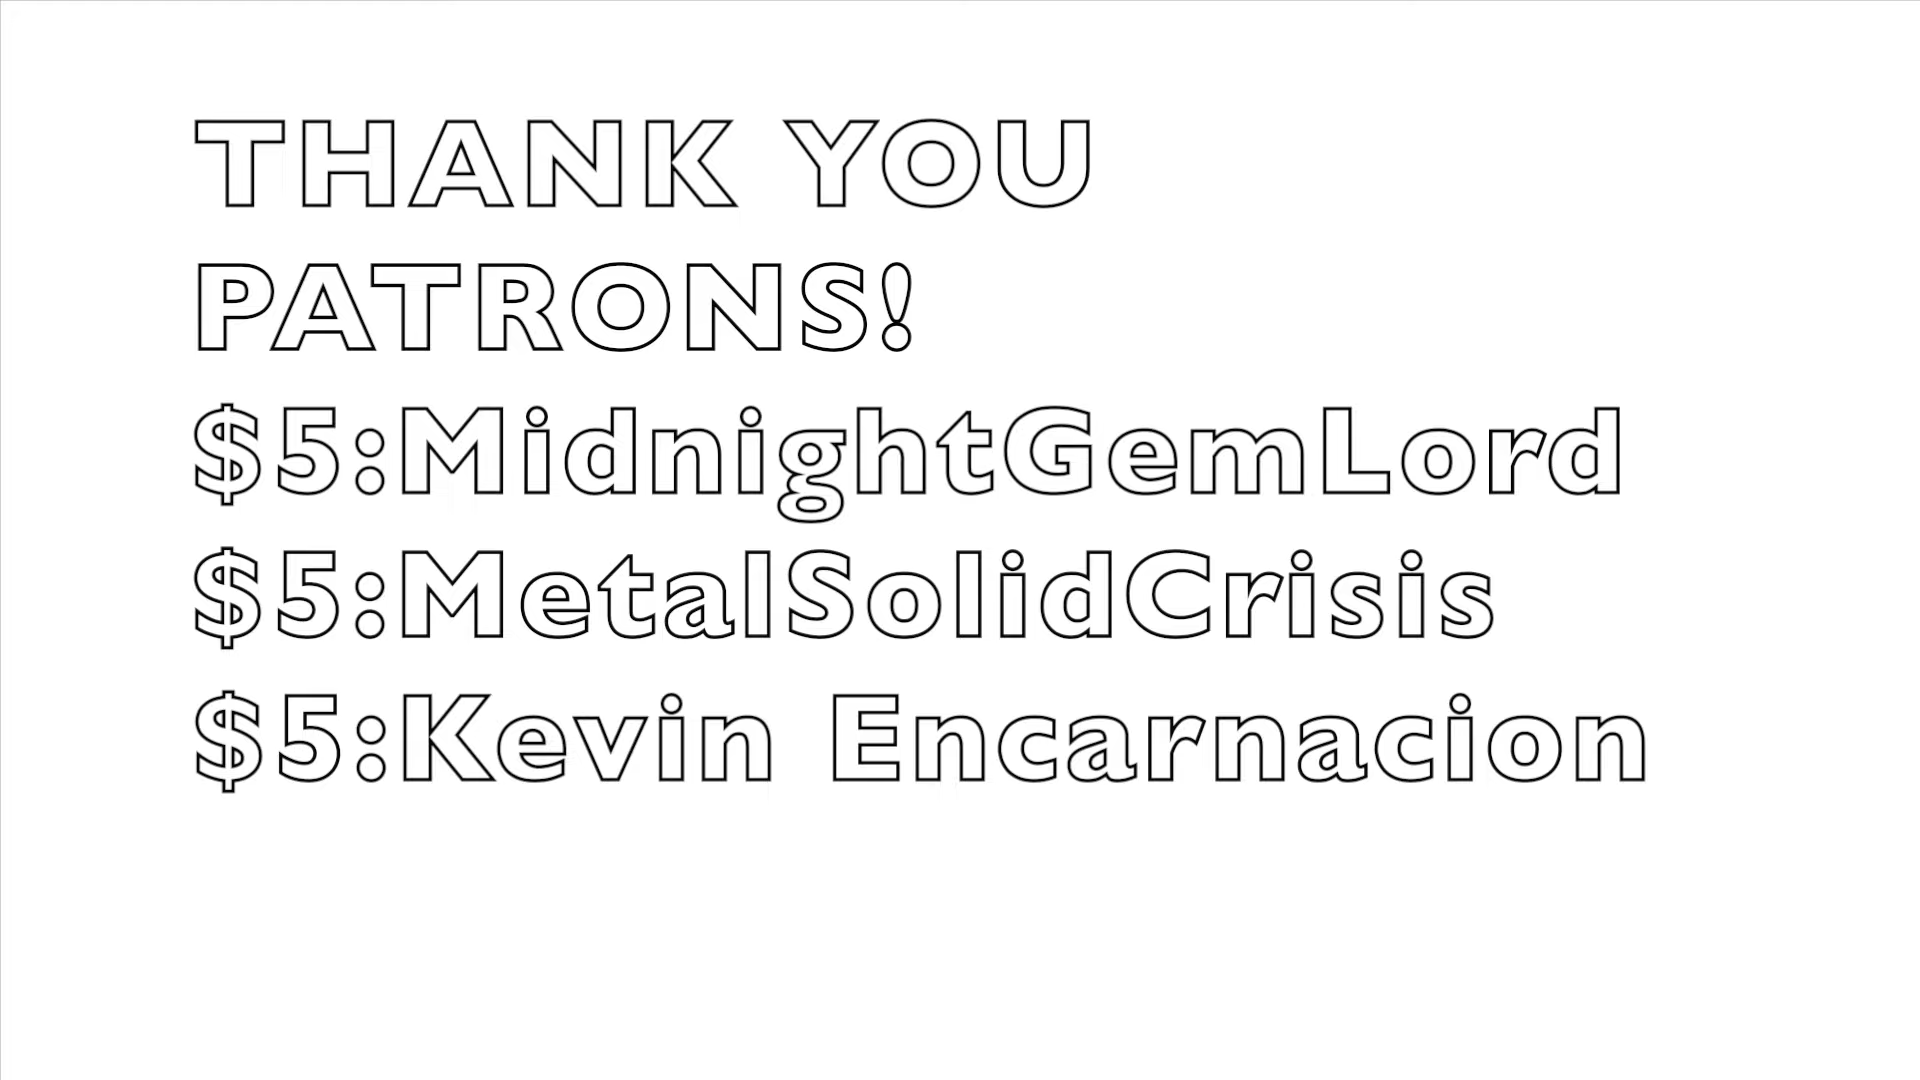 THANK YOU
PATRONS!
$5:MidnightGemLord
$5:MetalSolidCrisis
$5:Kevin Encarnacion